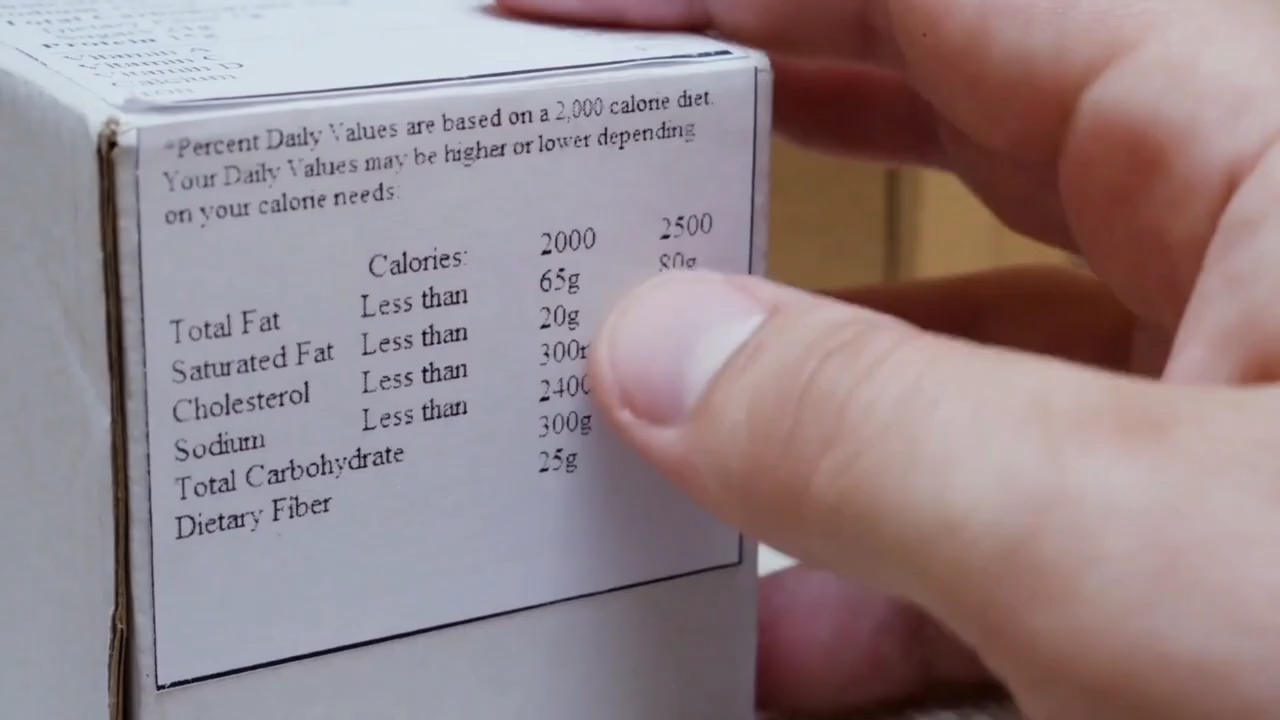 *Percent Daily Values are based on a 2,000 calorie diet.
Your Daily Values may be higher or lower depending
on your calorie needs:
Calories: 2000 2500
Total Fat Less than 65g 80g
Saturated Fat Less than 20g
Cholesterol Less than
Sodium Less than
Total Carbohydrate 300g
Dietary Fiber 25g